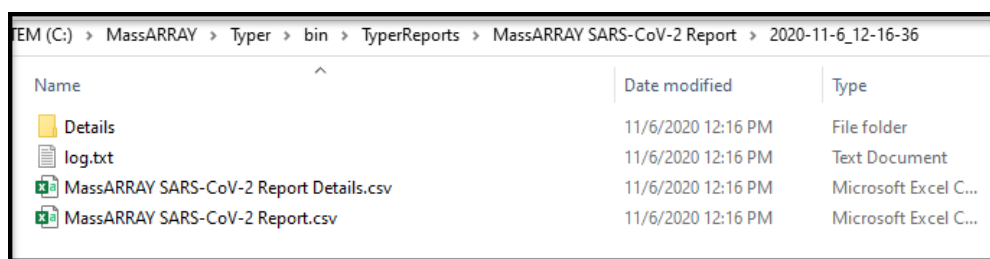 TEM (C:) > MassARRAY > Typer > bin > TyperReports > MassARRAY SARS-CoV-2 Report > 2020-11-6_12-16-36
Name Date modified Type
Details 11/6/2020 12:16 PM File folder
log.txt 11/6/2020 12:16 PM Text Document
MassARRAY SARS-CoV-2 Report Details.csv 11/6/2020 12:16 PM Microsoft Excel C...
MassARRAY SARS-CoV-2 Report.csv 11/6/2020 12:16 PM Microsoft Excel C...